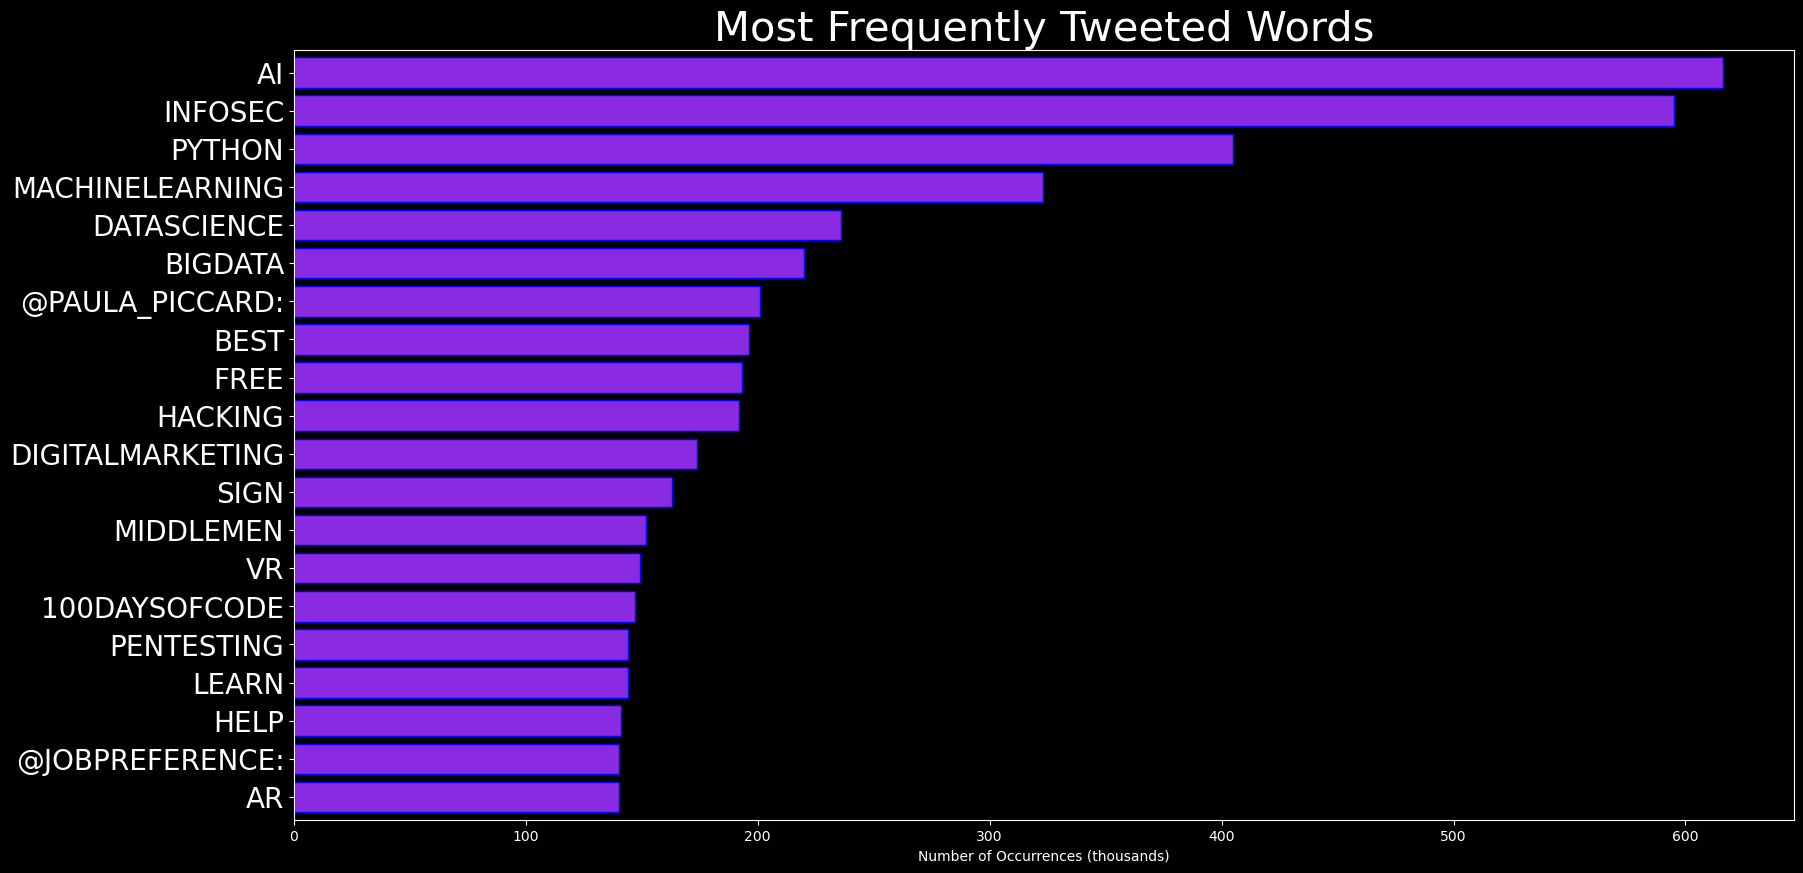 Most Frequently Tweeted Words
AI
INFOSEC
PYTHON
MACHINELEARNING
DATASCIENCE
BIGDATA
@PAULA_PICCARD:
BEST
FREE
HACKING
DIGITALMARKETING
SIGN
MIDDLEMEN
VR
100DAYSOFCODE
PENTESTING
LEARN
HELP
@JOBPREFERENCE:
AR
0 100 200 300 400 500 600
Number of Occurrences (thousands)